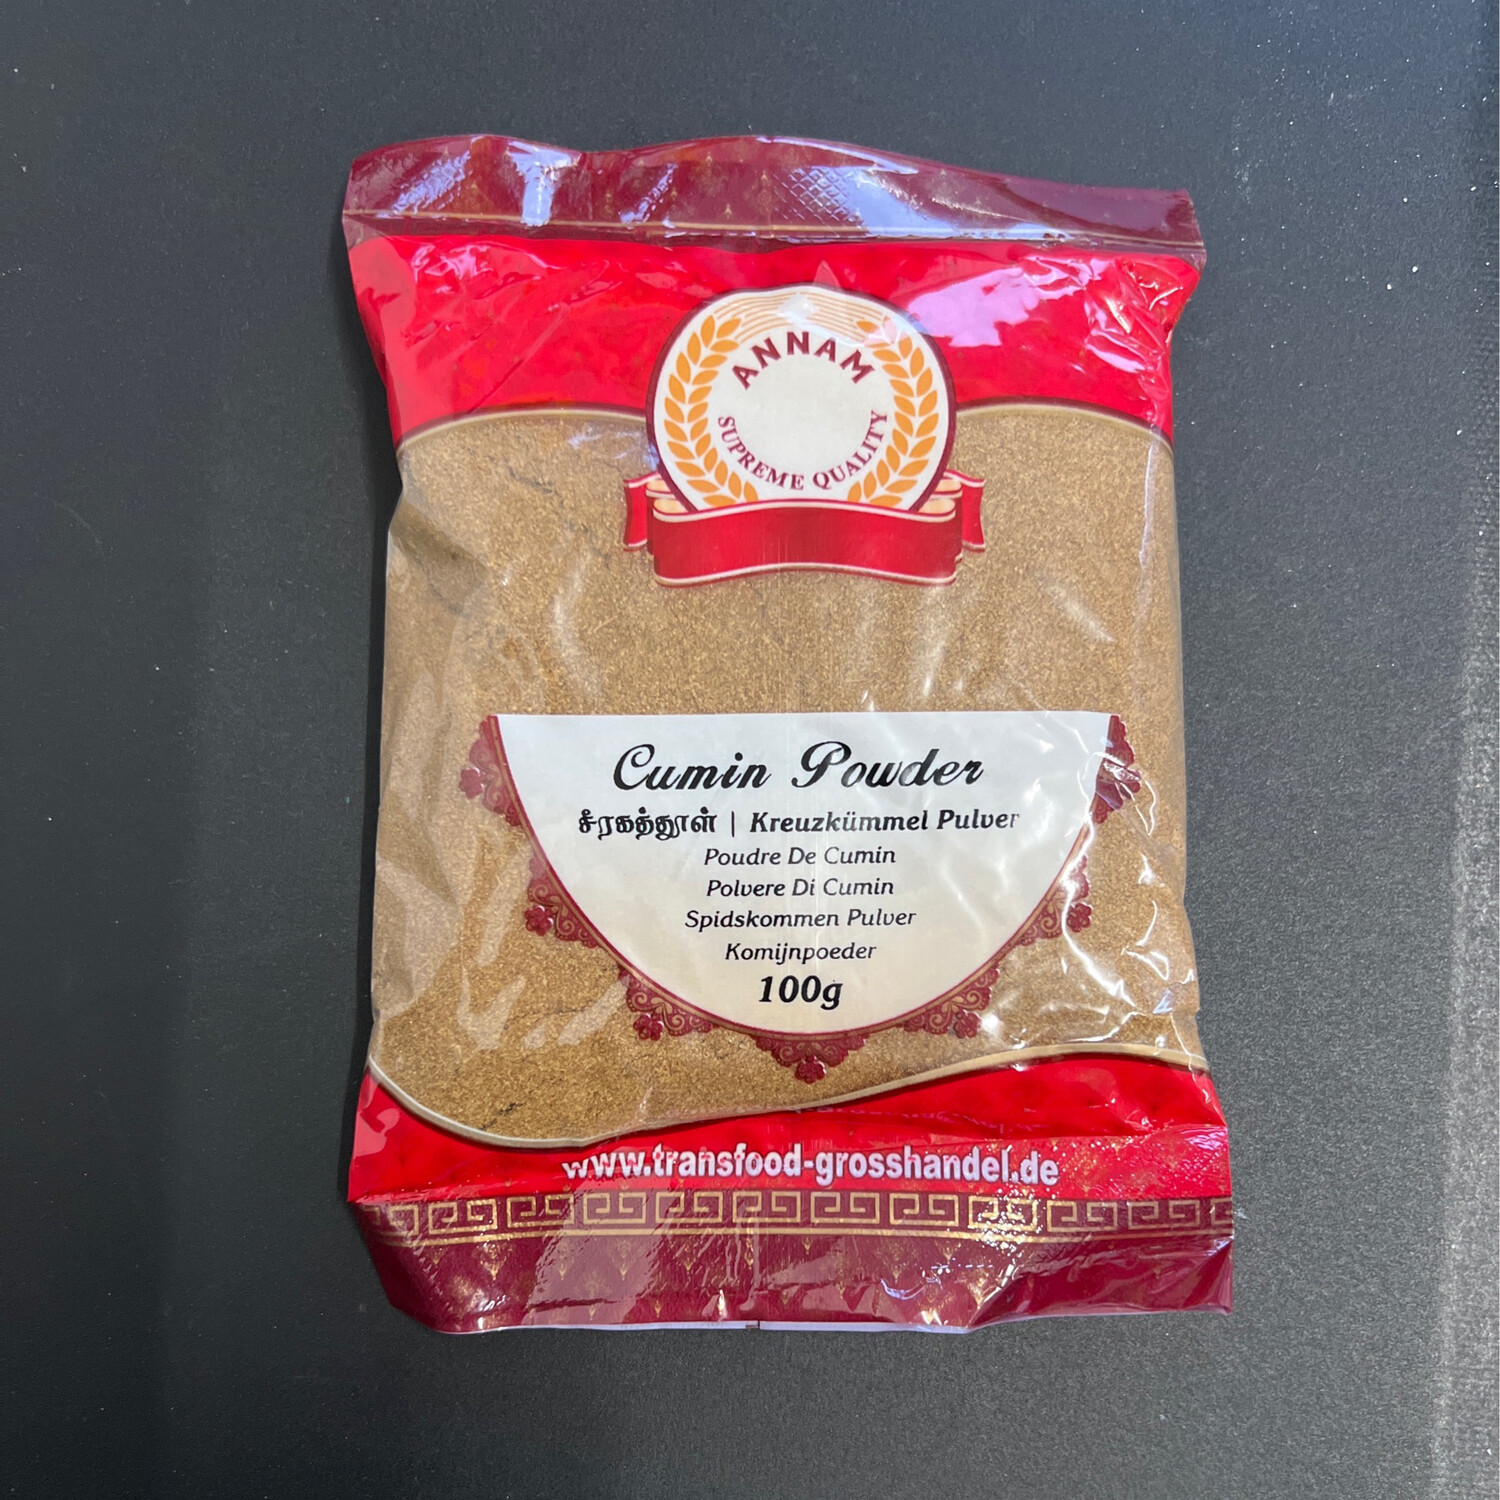 ANNAM
SUPREME QUALITY
Cumin Powder
சீரகத்தூள் | Kreuzkümmel Pulver
Poudre De Cumin
Polvere Di Cumin
Spidskommen Pulver
Komijnpoeder
100g
www.transfood-grosshandel.de